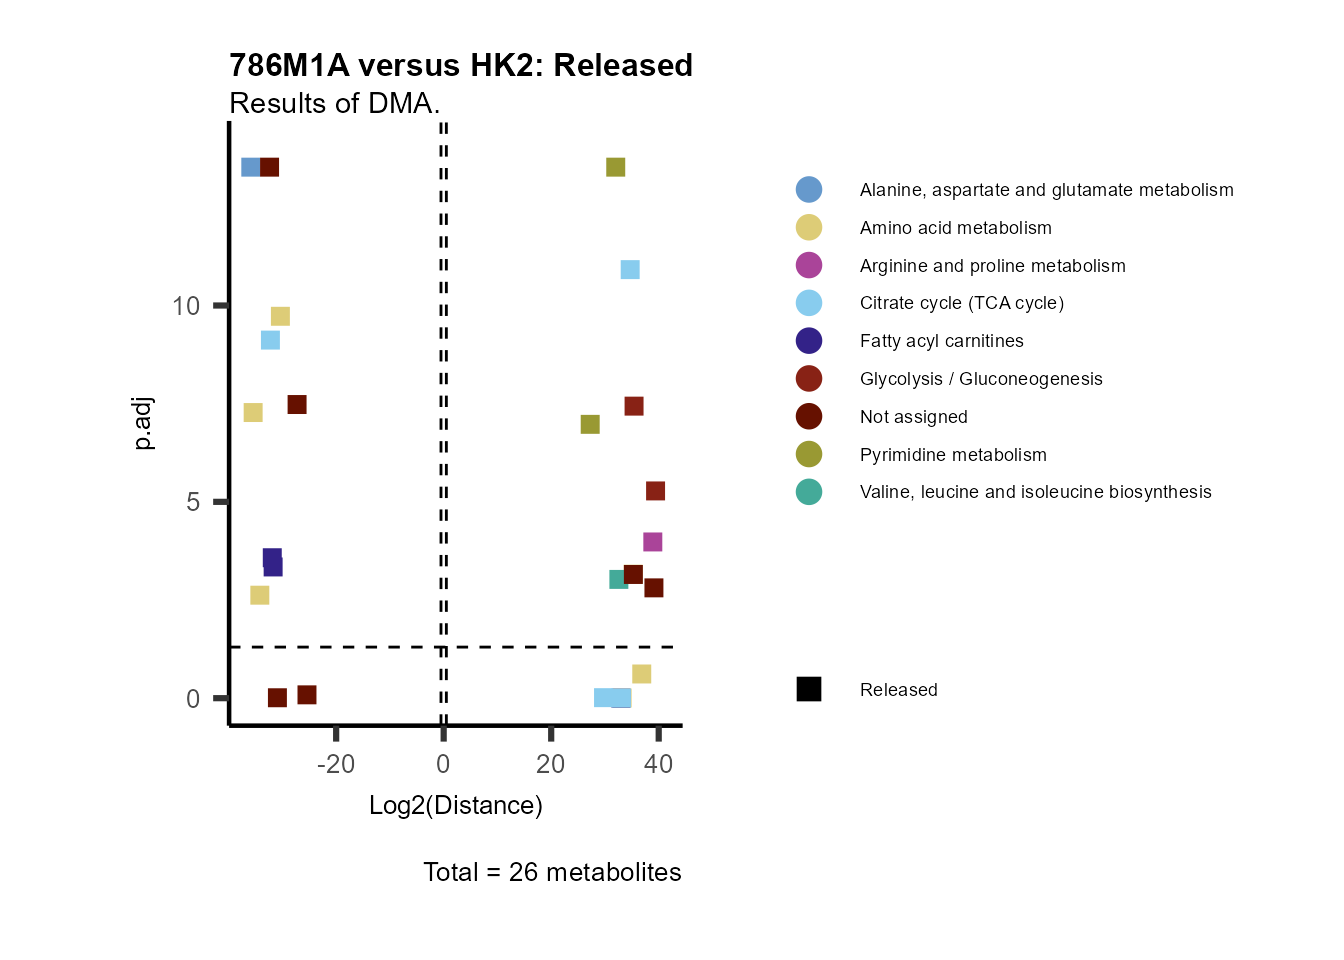 786M1A versus HK2: Released
Results of DMA.
p.adj
10
5
0
-20 0 20 40
Log2(Distance)
Total = 26 metabolites
Alanine, aspartate and glutamate metabolism
Amino acid metabolism
Arginine and proline metabolism
Citrate cycle (TCA cycle)
Fatty acyl carnitines
Glycolysis / Gluconeogenesis
Not assigned
Pyrimidine metabolism
Valine, leucine and isoleucine biosynthesis
Released